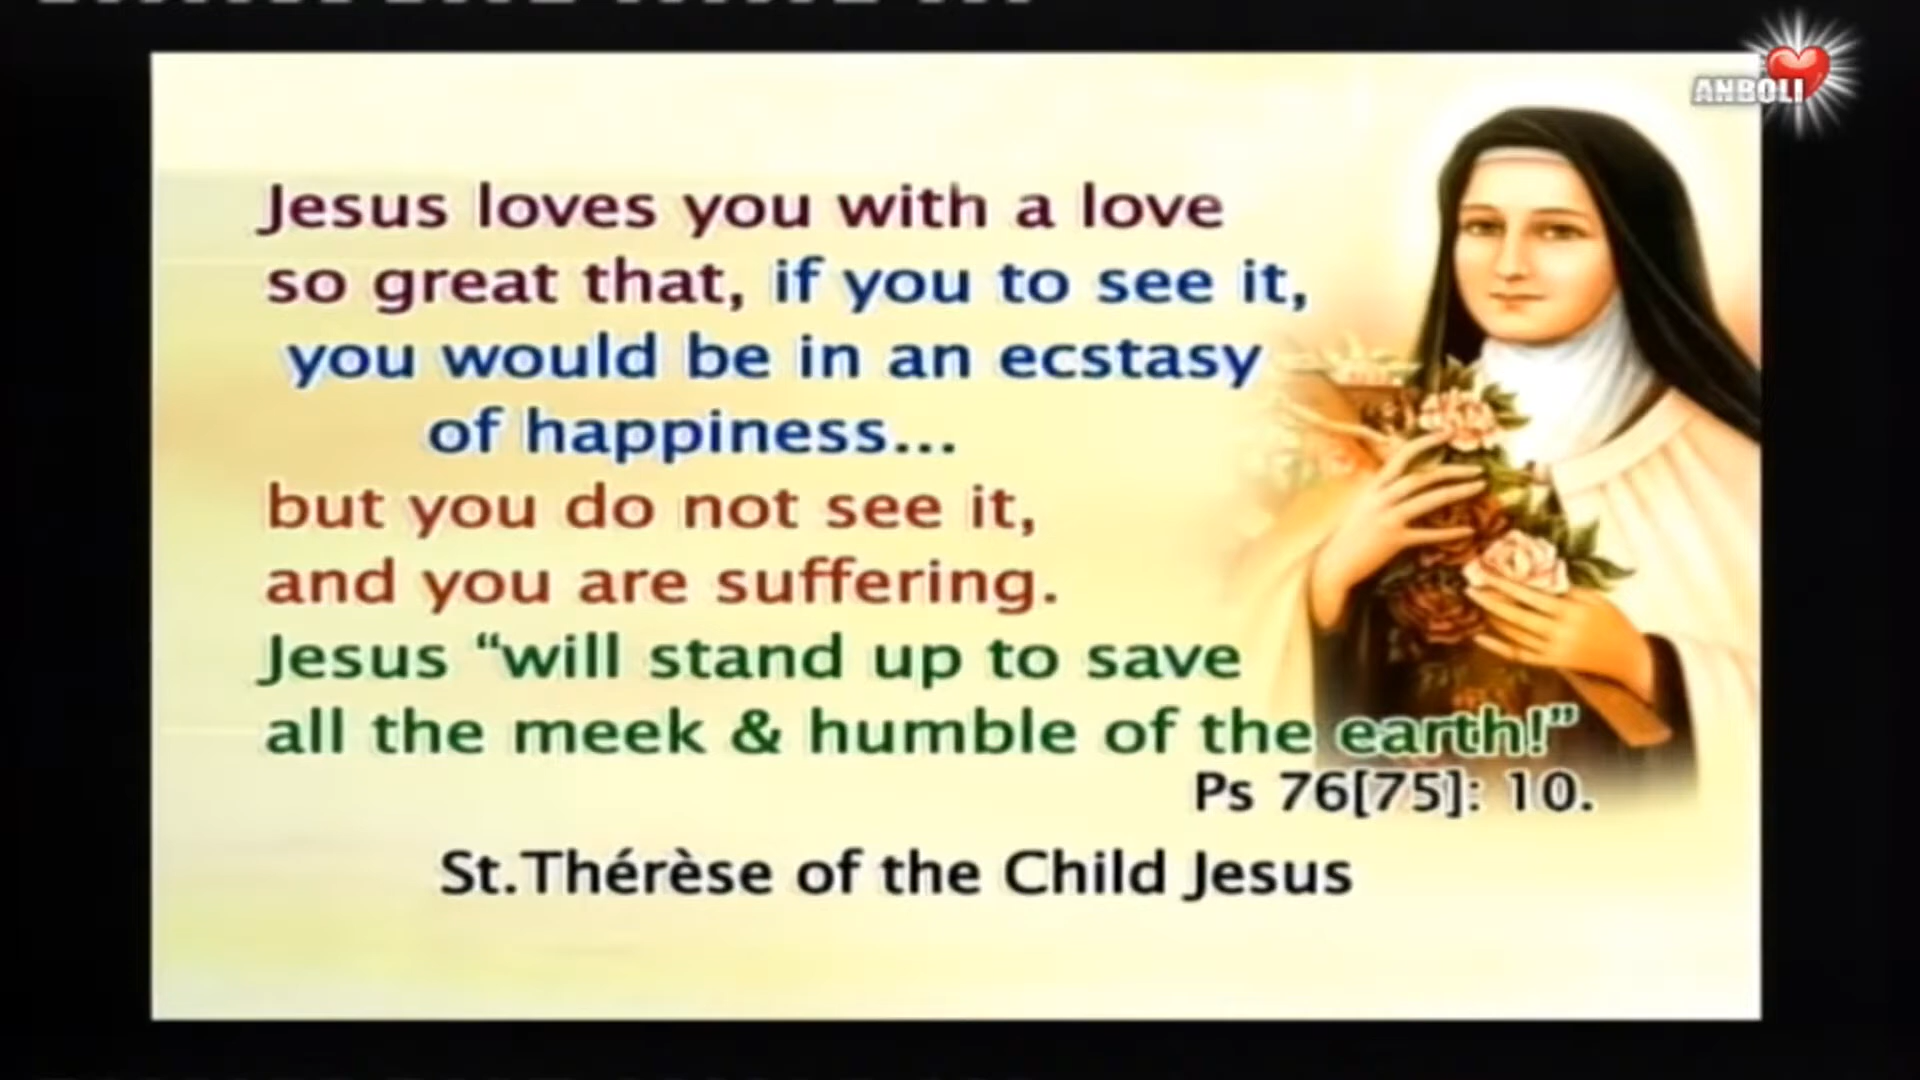 ANBOLI
Jesus loves you with a love
so great that, if you to see it,
you would be in an ecstasy
of happiness...
but you do not see it,
and you are suffering.
Jesus “will stand up to save
all the meek & humble of the earth!”
Ps 76[75]: 10.
St.Thérèse of the Child Jesus